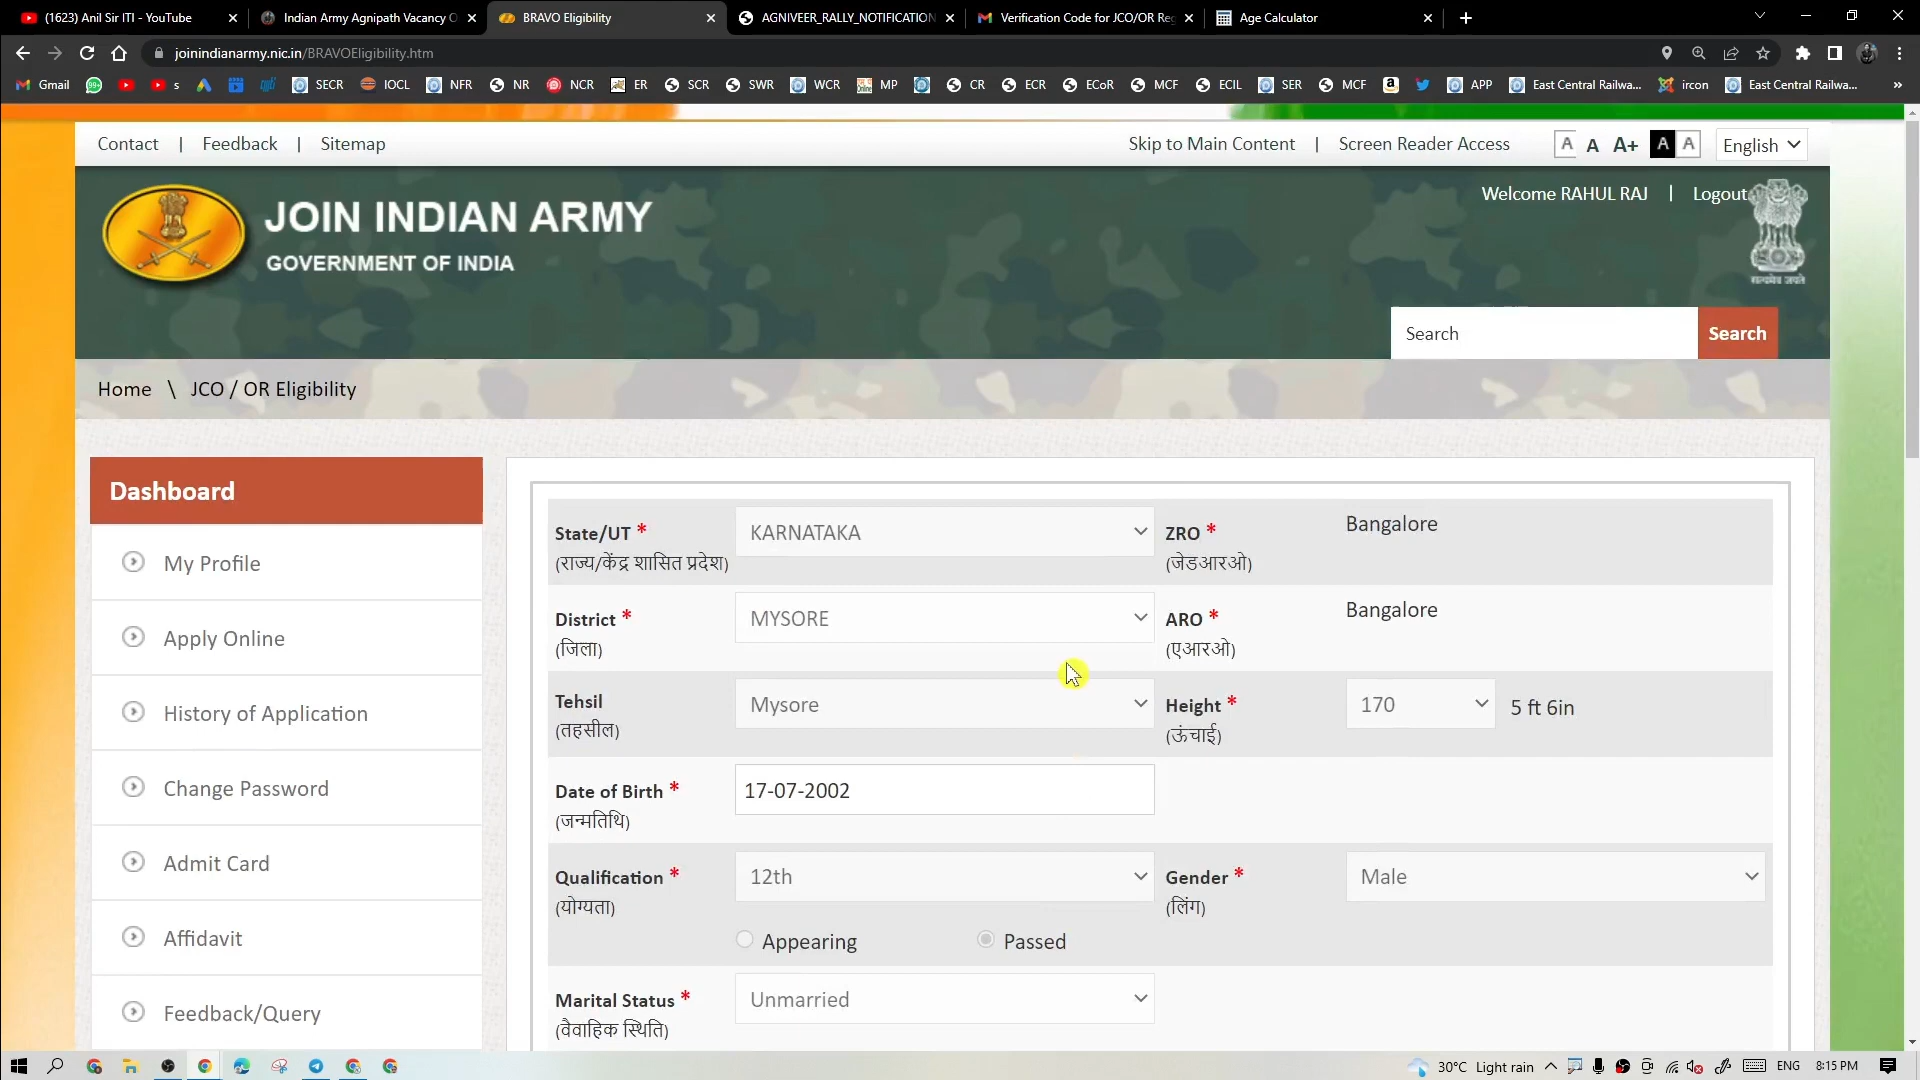 (1623) Anil Sir ITI - YouTube
Indian Army Agnipath Vacancy O
BRAVO Eligibility
AGNIVEER_RALLY_NOTIFICATION
Verification Code for JCO/OR Reg
Age Calculator
joinindianarmy.nic.in/BRAVOEligibility.htm
Gmail
99+
s
SECR
IOCL
NFR
NR
NCR
ER
SCR
SWR
WCR
MP
CR
ECR
ECoR
MCF
ECIL
SER
MCF
APP
East Central Railwa...
ircon
East Central Railwa...
Contact | Feedback | Sitemap
Skip to Main Content | Screen Reader Access
A A A+ A A
English
Welcome RAHUL RAJ | Logout
JOIN INDIAN ARMY
GOVERNMENT OF INDIA
सत्यमेव जयते
Search
Search
Home \ JCO / OR Eligibility
Dashboard
My Profile
Apply Online
History of Application
Change Password
Admit Card
Affidavit
Feedback/Query
State/UT *
(राज्य/केंद्र शासित प्रदेश)
KARNATAKA
ZRO *
(जेडआरओ)
Bangalore
District *
(जिला)
MYSORE
ARO *
(एआरओ)
Bangalore
Tehsil
(तहसील)
Mysore
Height *
(ऊंचाई)
170
5 ft 6in
Date of Birth *
(जन्मतिथि)
17-07-2002
Qualification *
(योग्यता)
12th
Gender *
(लिंग)
Male
Appearing
Passed
Marital Status *
(वैवाहिक स्थिति)
Unmarried
30°C Light rain
ENG
8:15 PM